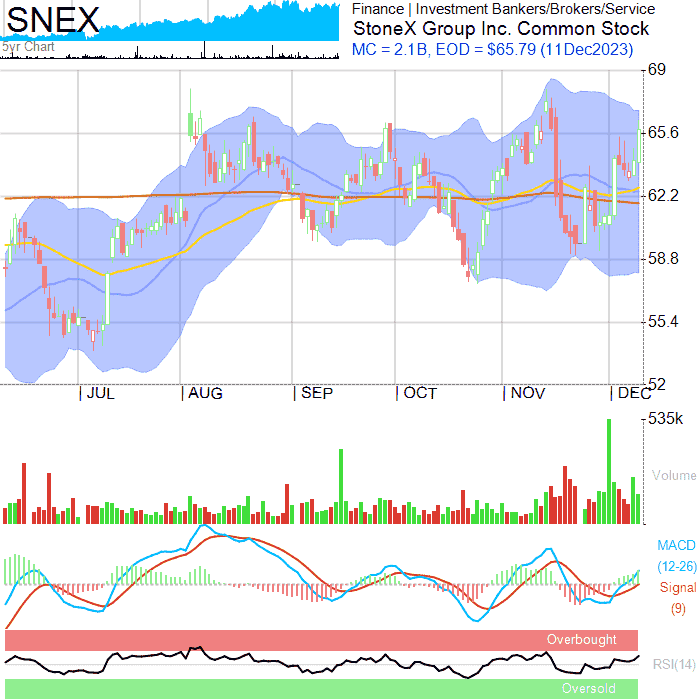 SNEX
5yr Chart
Finance | Investment Bankers/Brokers/Service
StoneX Group Inc. Common Stock
MC = 2.1B, EOD = $65.79 (11Dec2023)
69
65.6
62.2
58.8
55.4
52
JUL
AUG
SEP
OCT
NOV
DEC
535k
Volume
MACD
(12-26)
Signal
(9)
Overbought
RSI(14)
Oversold